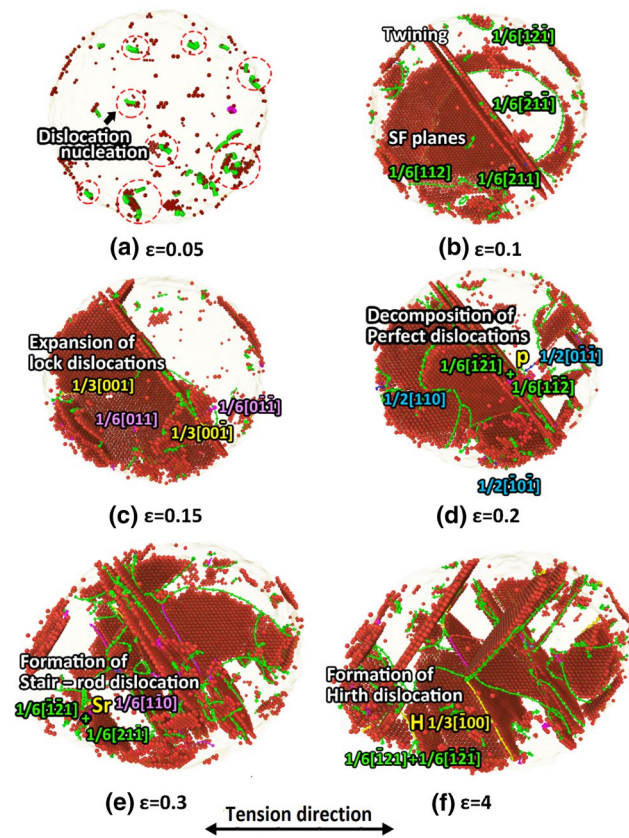 Dislocation
nucleation
(a) ε=0.05
Twining
1/6[12̄1̄]
1/6[2̄1̄1̄]
SF planes
1/6[112]
1/6[2̄11]
(b) ε=0.1
Expansion of
lock dislocations
1/3[001]
1/6[011]
1/6[01̄1̄]
1/3[001̄]
(c) ε=0.15
Decomposition of
Perfect dislocations
p
1/2[01̄1̄]
1/6[1̄2̄1̄]
+
1/6[11̄2̄]
1/2[110]
1/2[1̄01̄]
(d) ε=0.2
Formation of
Stair – rod dislocation
Sr 1/6[11̄0]
1/6[1̄2̄1]
+
1/6[211̄]
(e) ε=0.3
Formation of
Hirth dislocation
H 1/3[1̄00]
1/6[1̄21]+1/6[1̄2̄1̄]
(f) ε=4
Tension direction